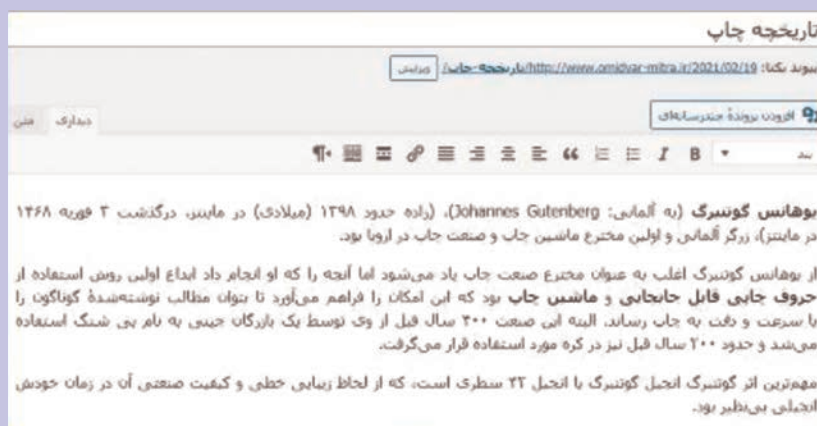 تاریخچه چاپ
پیوند یکتا: http://www.omidvar-mitra.ir/2021/02/19/تاریخچه-چاپ/ ویرایش
افزودن پروندهٔ چندرسانه‌ای
دیداری متن
بند B I
یوهانس گوتنبرگ (به آلمانی: Johannes Gutenberg)، (زاده حدود ۱۳۹۸ (میلادی) در ماینتز، درگذشت ۳ فوریه ۱۴۶۸
در ماینتز)، زرگر آلمانی و اولین مخترع ماشین چاپ و صنعت چاپ در اروپا بود.
از یوهانس گوتنبرگ اغلب به عنوان مخترع صنعت چاپ یاد می‌شود اما آنچه را که او انجام داد ابداع اولین روش استفاده از
حروف چاپی قابل جابجایی و ماشین چاپ بود که این امکان را فراهم می‌آورد تا بتوان مطالب نوشته‌شدهٔ گوناگون را
با سرعت و دقت به چاپ رساند. البته این صنعت ۴۰۰ سال قبل از وی توسط یک بازرگان چینی به نام پی شنگ استفاده
می‌شد و حدود ۲۰۰ سال قبل نیز در کره مورد استفاده قرار می‌گرفت.
مهم‌ترین اثر گوتنبرگ انجیل گوتنبرگ یا انجیل ۴۲ سطری است، که از لحاظ زیبایی خطی و کیفیت صنعتی آن در زمان خودش
انجیلی بی‌نظیر بود.